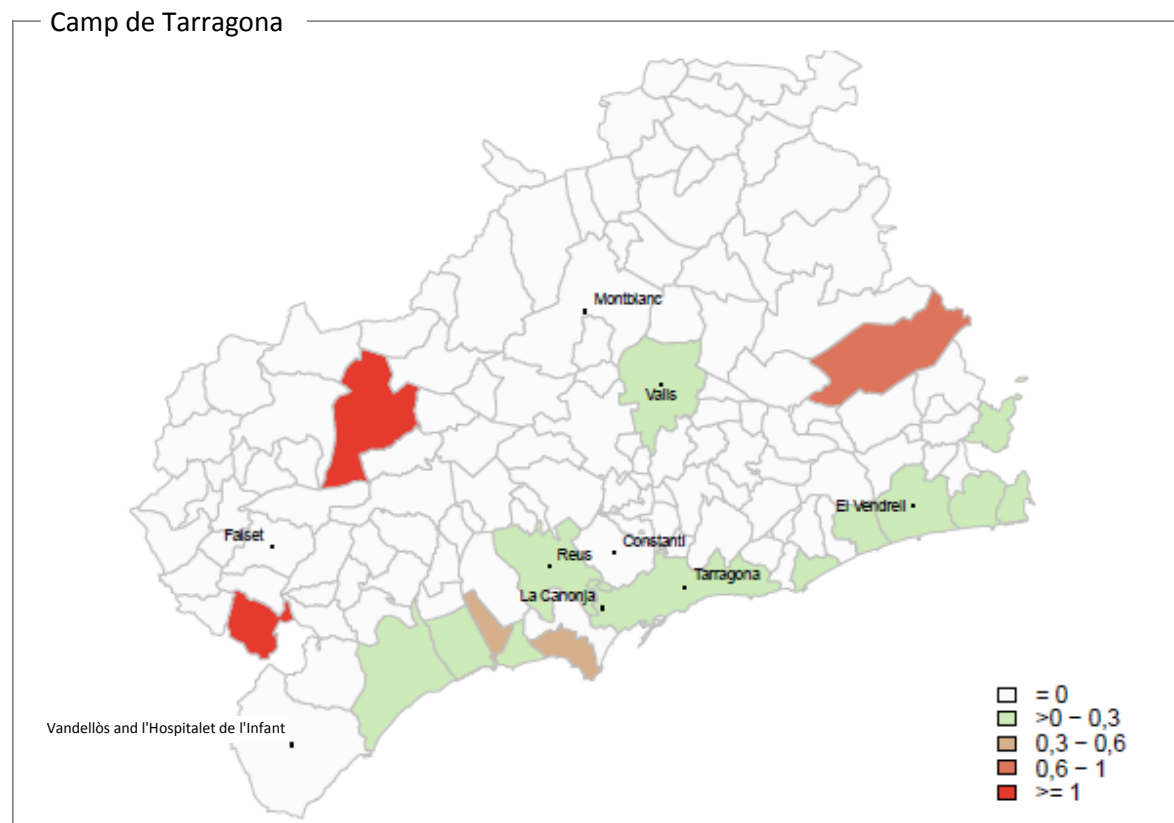 Camp de Tarragona
Montblanc
Valls
El Vendrell
Falset
Constantí
Reus
Tarragona
La Canonja
Vandellòs and l'Hospitalet de l'Infant
= 0
>0 – 0,3
0,3 – 0,6
0,6 – 1
>= 1